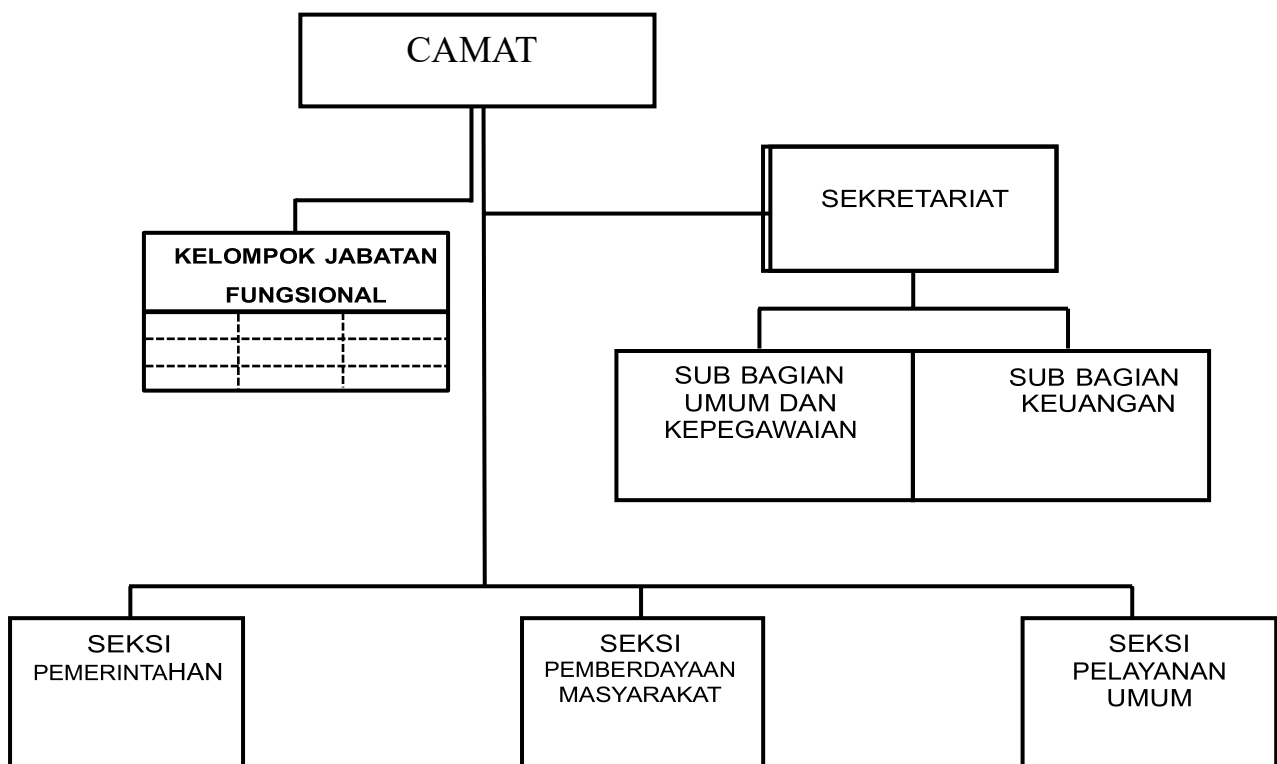 CAMAT
SEKRETARIAT
KELOMPOK JABATAN
FUNGSIONAL
SUB BAGIAN
UMUM DAN
KEPEGAWAIAN
SUB BAGIAN
KEUANGAN
SEKSI
PEMERINTAHAN
SEKSI
PEMBERDAYAAN
MASYARAKAT
SEKSI
PELAYANAN
UMUM